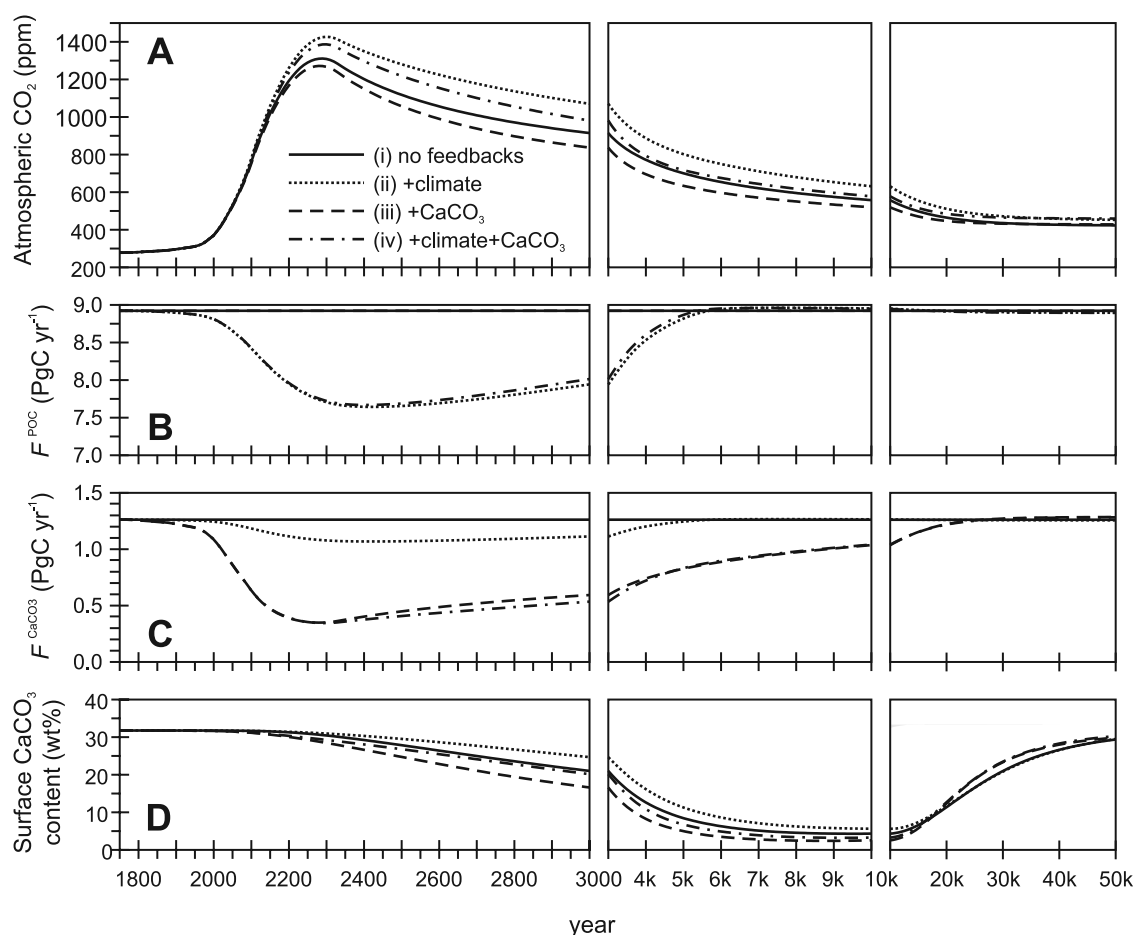 Atmospheric CO₂ (ppm)
1400
1200
1000
800
600
400
200
A
(i) no feedbacks
(ii) +climate
(iii) +CaCO₃
(iv) +climate+CaCO₃
F POC (PgC yr⁻¹)
9.0
8.5
8.0
7.5
7.0
B
F CaCO3 (PgC yr⁻¹)
1.5
1.0
0.5
0.0
C
Surface CaCO₃
content (wt%)
40
30
20
10
0
D
1800 2000 2200 2400 2600 2800 3000 4k 5k 6k 7k 8k 9k 10k 20k 30k 40k 50k
year